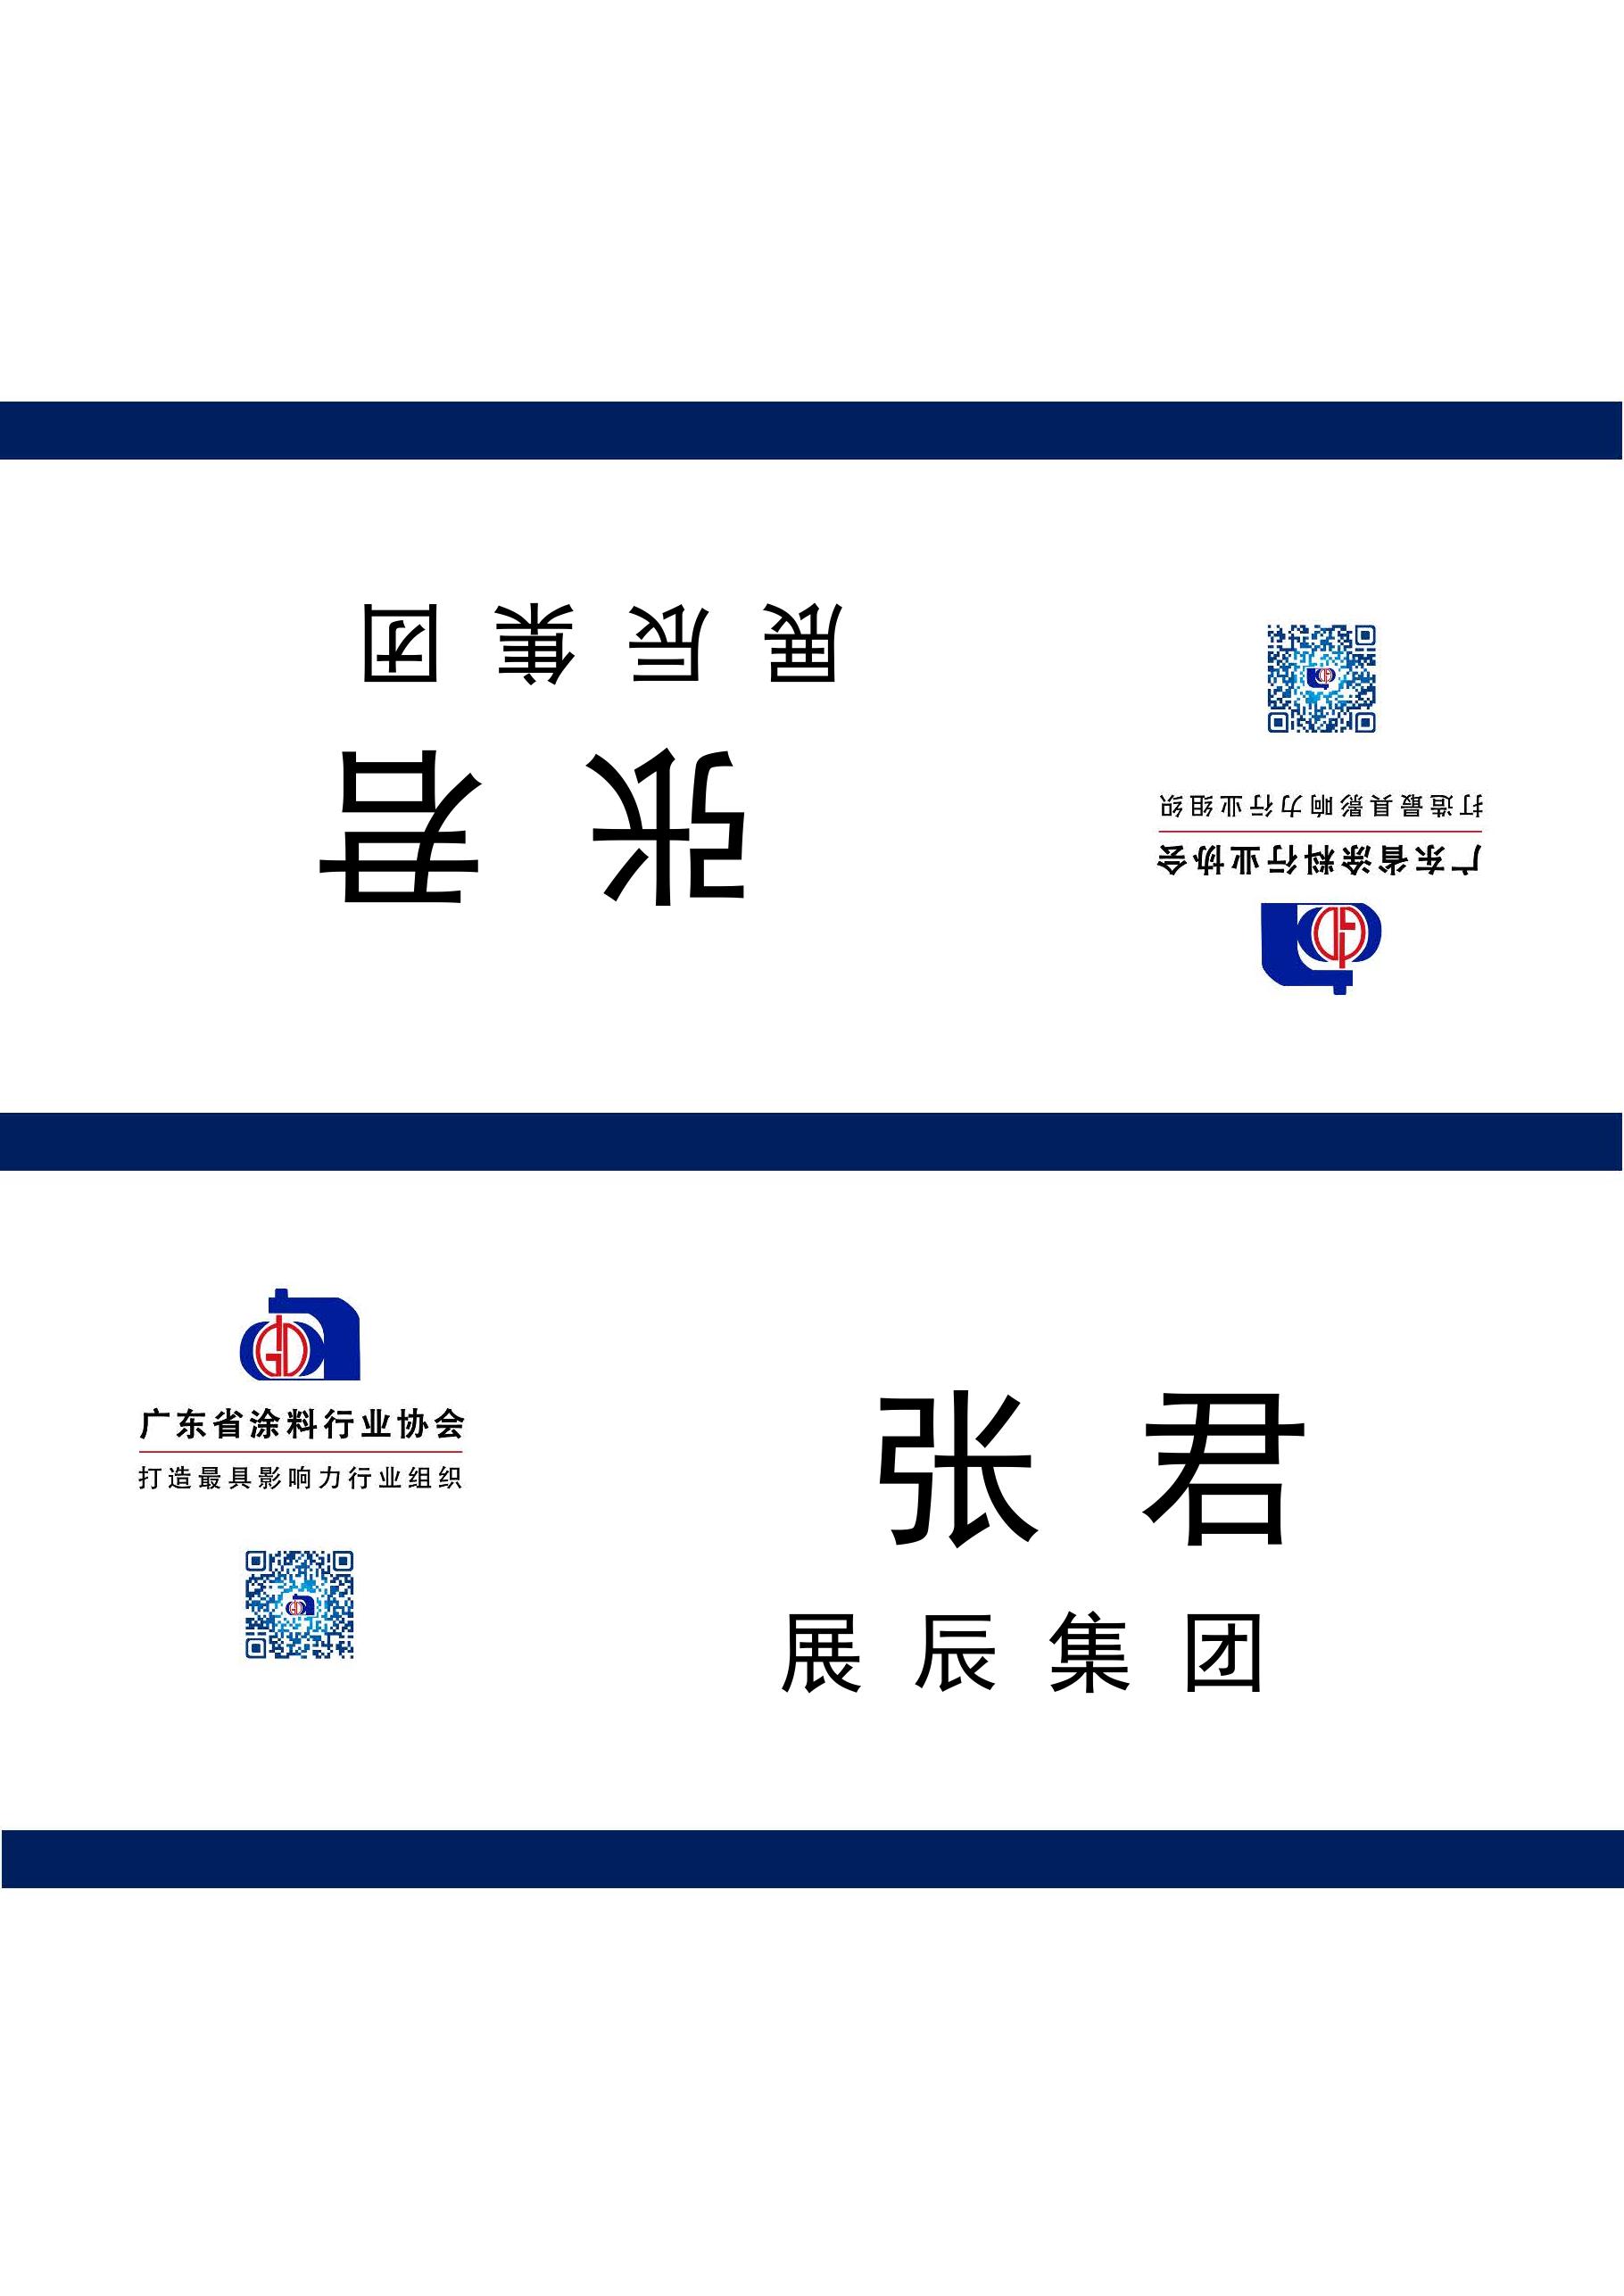 展辰集团
张君
打造最具影响力行业组织
广东省涂料行业协会
广东省涂料行业协会
打造最具影响力行业组织
张君
展辰集团